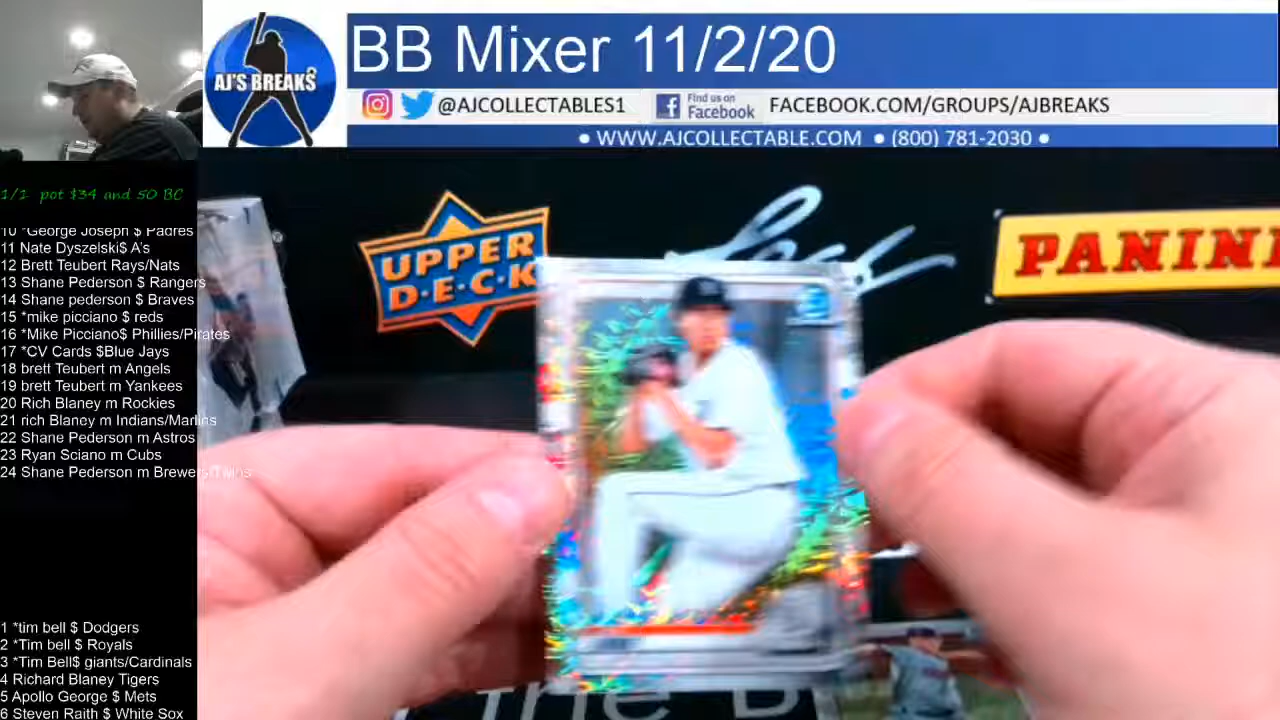 BB Mixer 11/2/20
AJ'S BREAKS
@AJCOLLECTABLES1
Find us on
Facebook
FACEBOOK.COM/GROUPS/AJBREAKS
• WWW.AJCOLLECTABLE.COM • (800) 781-2030 •
1/1 pot $34 and 50 BC
10 *George Joseph $ Padres
11 Nate Dyszelski$ A's
12 Brett Teubert Rays/Nats
13 Shane Pederson $ Rangers
14 Shane pederson $ Braves
15 *mike picciano $ reds
16 *Mike Picciano$ Phillies/Pirates
17 *CV Cards $Blue Jays
18 brett Teubert m Angels
19 brett Teubert m Yankees
20 Rich Blaney m Rockies
21 rich Blaney m Indians/Marlins
22 Shane Pederson m Astros
23 Ryan Sciano m Cubs
24 Shane Pederson m Brewers/Twins
1 *tim bell $ Dodgers
2 *Tim bell $ Royals
3 *Tim Bell$ giants/Cardinals
4 Richard Blaney Tigers
5 Apollo George $ Mets
6 Steven Raith $ White Sox
UPPER
D•E•C•K
Leaf
PANINI
the B